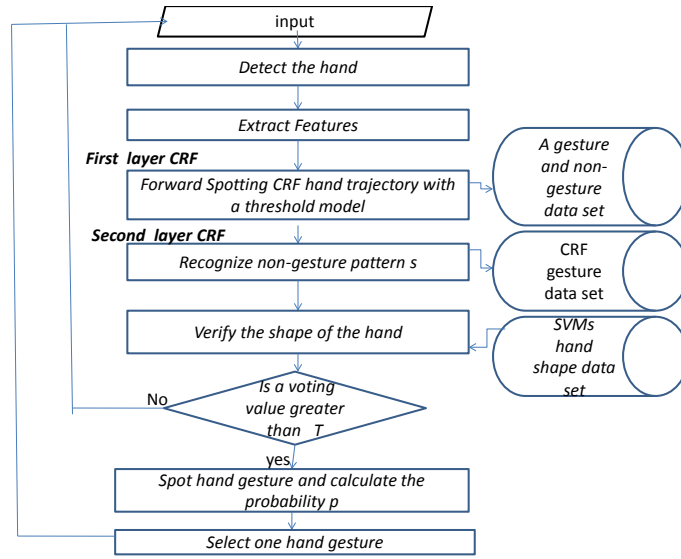 input
Detect the hand
Extract Features
First layer CRF
Forward Spotting CRF hand trajectory with
a threshold model
A gesture
and non-
gesture
data set
Second layer CRF
Recognize non-gesture pattern s
CRF
gesture
data set
Verify the shape of the hand
SVMs
hand
shape data
set
Is a voting
value greater
than T
No
yes
Spot hand gesture and calculate the
probability p
Select one hand gesture